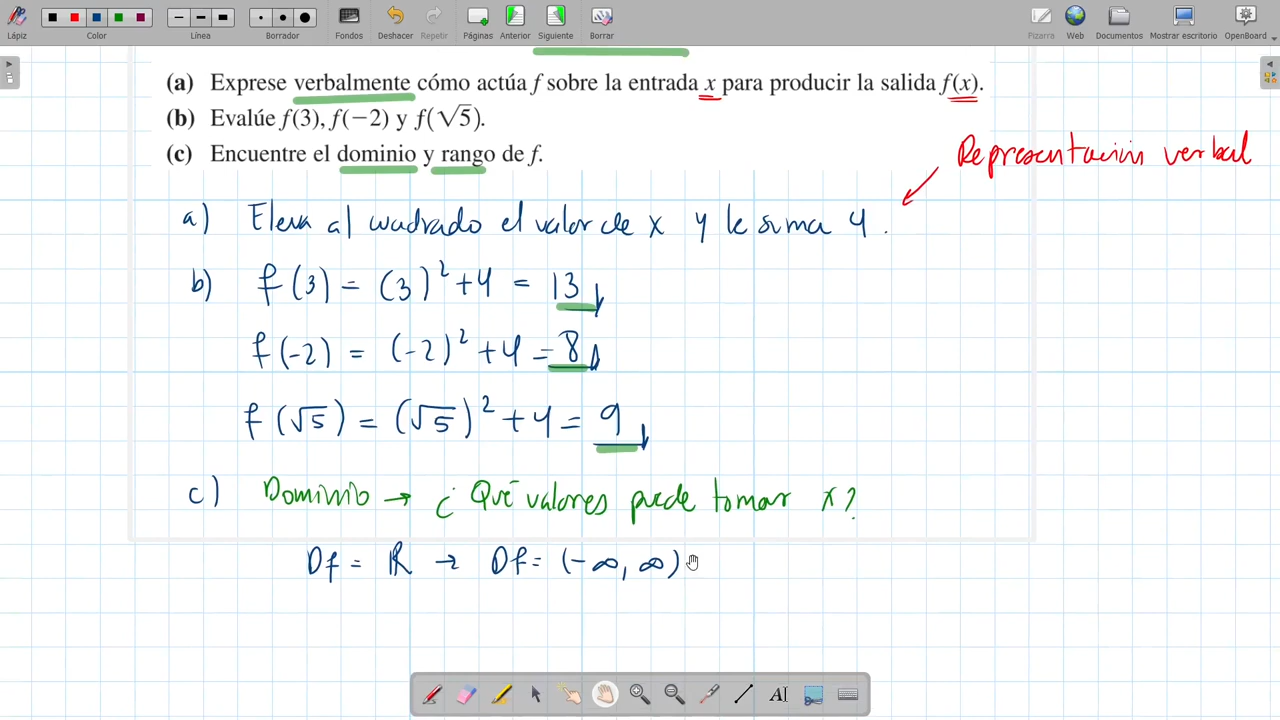 Lápiz Color Línea Borrador Fondos Deshacer Repetir Páginas Anterior Siguiente Borrar Pizarra Web Documentos Mostrar escritorio OpenBoard
(a) Exprese verbalmente cómo actúa f sobre la entrada x para producir la salida f(x).
(b) Evalúe f(3), f(−2) y f(√5).
(c) Encuentre el dominio y rango de f.
Representación verbal
a) Eleva al cuadrado el valor de x y le suma 4.
b) f(3) = (3)² + 4 = 13
f(-2) = (-2)² + 4 = 8
f(√5) = (√5)² + 4 = 9
c) Dominio → ¿Qué valores puede tomar x?
Df = ℝ → Df = (-∞, ∞)
AI